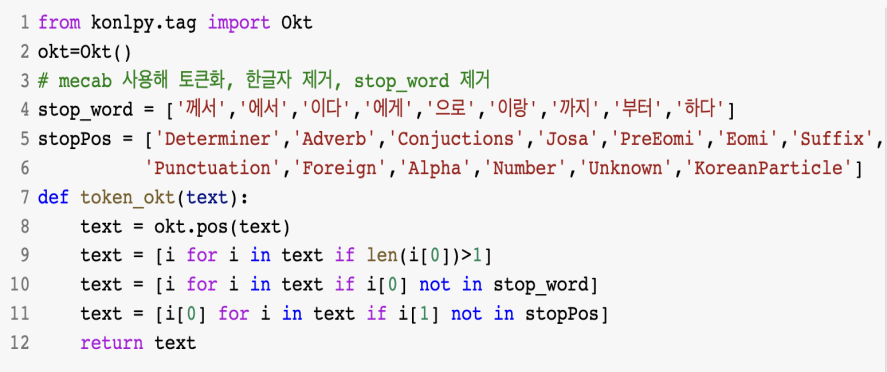 1 from konlpy.tag import Okt
2 okt=Okt()
3 # mecab 사용해 토큰화, 한글자 제거, stop_word 제거
4 stop_word = ['께서','에서','이다','에게','으로','이랑','까지','부터','하다']
5 stopPos = ['Determiner','Adverb','Conjuctions','Josa','PreEomi','Eomi','Suffix',
6 'Punctuation','Foreign','Alpha','Number','Unknown','KoreanParticle']
7 def token_okt(text):
8 text = okt.pos(text)
9 text = [i for i in text if len(i[0])>1]
10 text = [i for i in text if i[0] not in stop_word]
11 text = [i[0] for i in text if i[1] not in stopPos]
12 return text